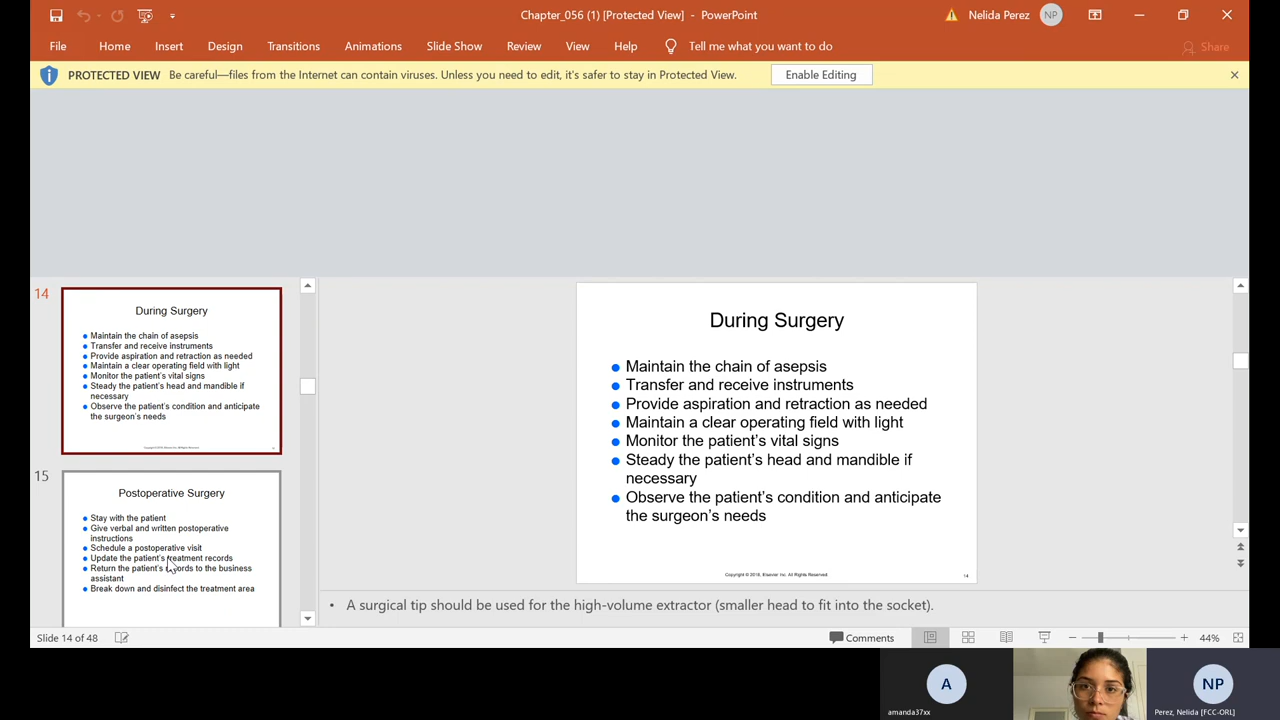 Chapter_056 (1) [Protected View] - PowerPoint
Nelida Perez
NP
File Home Insert Design Transitions Animations Slide Show Review View Help Tell me what you want to do Share
PROTECTED VIEW Be careful—files from the Internet can contain viruses. Unless you need to edit, it's safer to stay in Protected View. Enable Editing
14
During Surgery
Maintain the chain of asepsis
Transfer and receive instruments
Provide aspiration and retraction as needed
Maintain a clear operating field with light
Monitor the patient's vital signs
Steady the patient's head and mandible if
necessary
Observe the patient's condition and anticipate
the surgeon's needs
15
Postoperative Surgery
Stay with the patient
Give verbal and written postoperative
instructions
Schedule a postoperative visit
Update the patient's treatment records
Return the patient's records to the business
assistant
Break down and disinfect the treatment area
During Surgery
Maintain the chain of asepsis
Transfer and receive instruments
Provide aspiration and retraction as needed
Maintain a clear operating field with light
Monitor the patient's vital signs
Steady the patient's head and mandible if
necessary
Observe the patient's condition and anticipate
the surgeon's needs
Copyright © 2018, Elsevier Inc. All Rights Reserved.
14
• A surgical tip should be used for the high-volume extractor (smaller head to fit into the socket).
Slide 14 of 48
Comments
44%
A
NP
amanda37xx
Perez, Nelida [FCC-ORL]